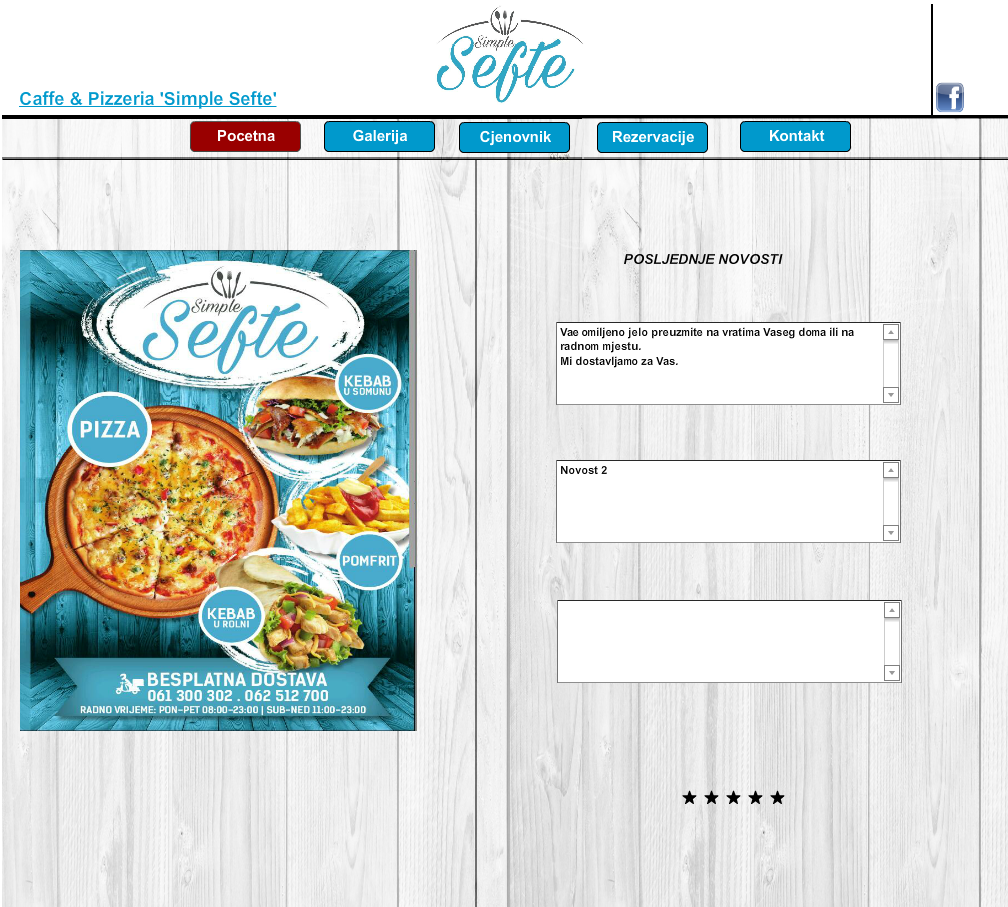 Simple
Sefte
Caffe & Pizzeria 'Simple Sefte'
f
Pocetna
Galerija
Cjenovnik
Rezervacije
Kontakt
Simple
Sefte
KEBAB
U SOMUNU
PIZZA
POMFRIT
KEBAB
U ROLNI
BESPLATNA DOSTAVA
061 300 302 . 062 512 700
RADNO VRIJEME: PON-PET 08:00-23:00 | SUB-NED 11:00-23:00
POSLJEDNJE NOVOSTI
Vae omiljeno jelo preuzmite na vratima Vaseg doma ili na
radnom mjestu.
Mi dostavljamo za Vas.
Novost 2